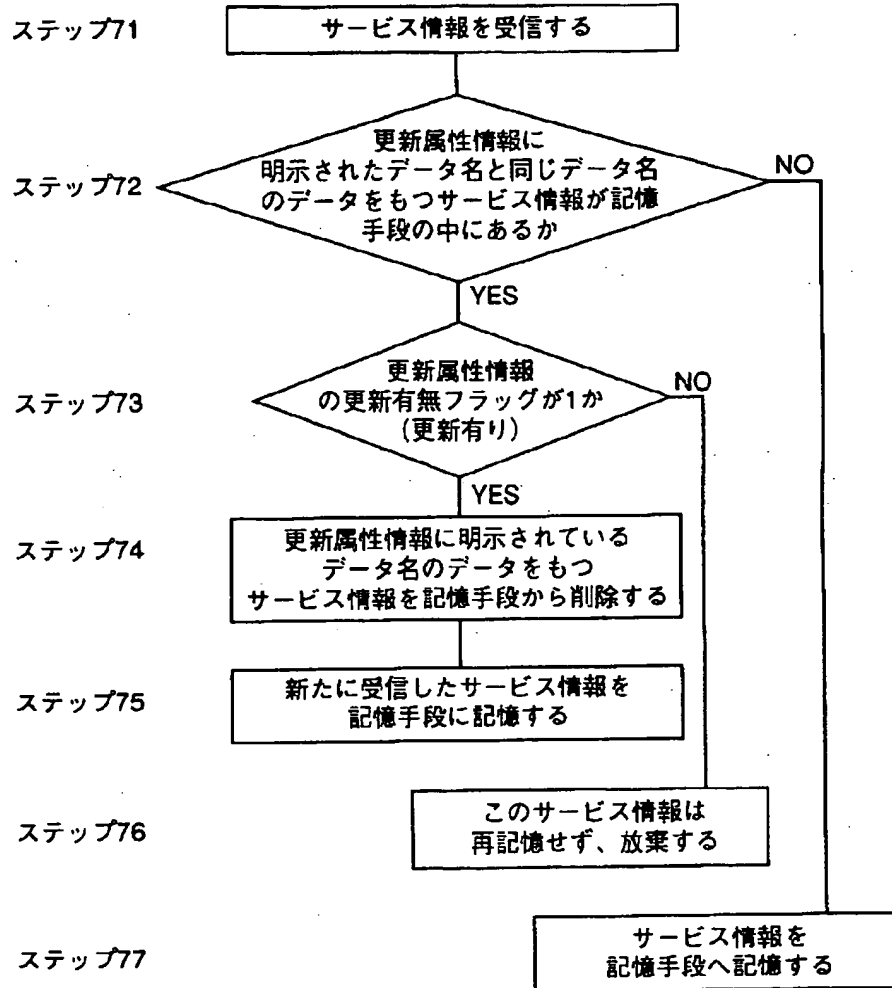 ステップ71
サービス情報を受信する
更新属性情報に
明示されたデータ名と同じデータ名
のデータをもつサービス情報が記憶
手段の中にあるか
ステップ72
NO
YES
更新属性情報
の更新有無フラッグが1か
(更新有り)
ステップ73
NO
YES
ステップ74
更新属性情報に明示されている
データ名のデータをもつ
サービス情報を記憶手段から削除する
ステップ75
新たに受信したサービス情報を
記憶手段に記憶する
ステップ76
このサービス情報は
再記憶せず、放棄する
ステップ77
サービス情報を
記憶手段へ記憶する